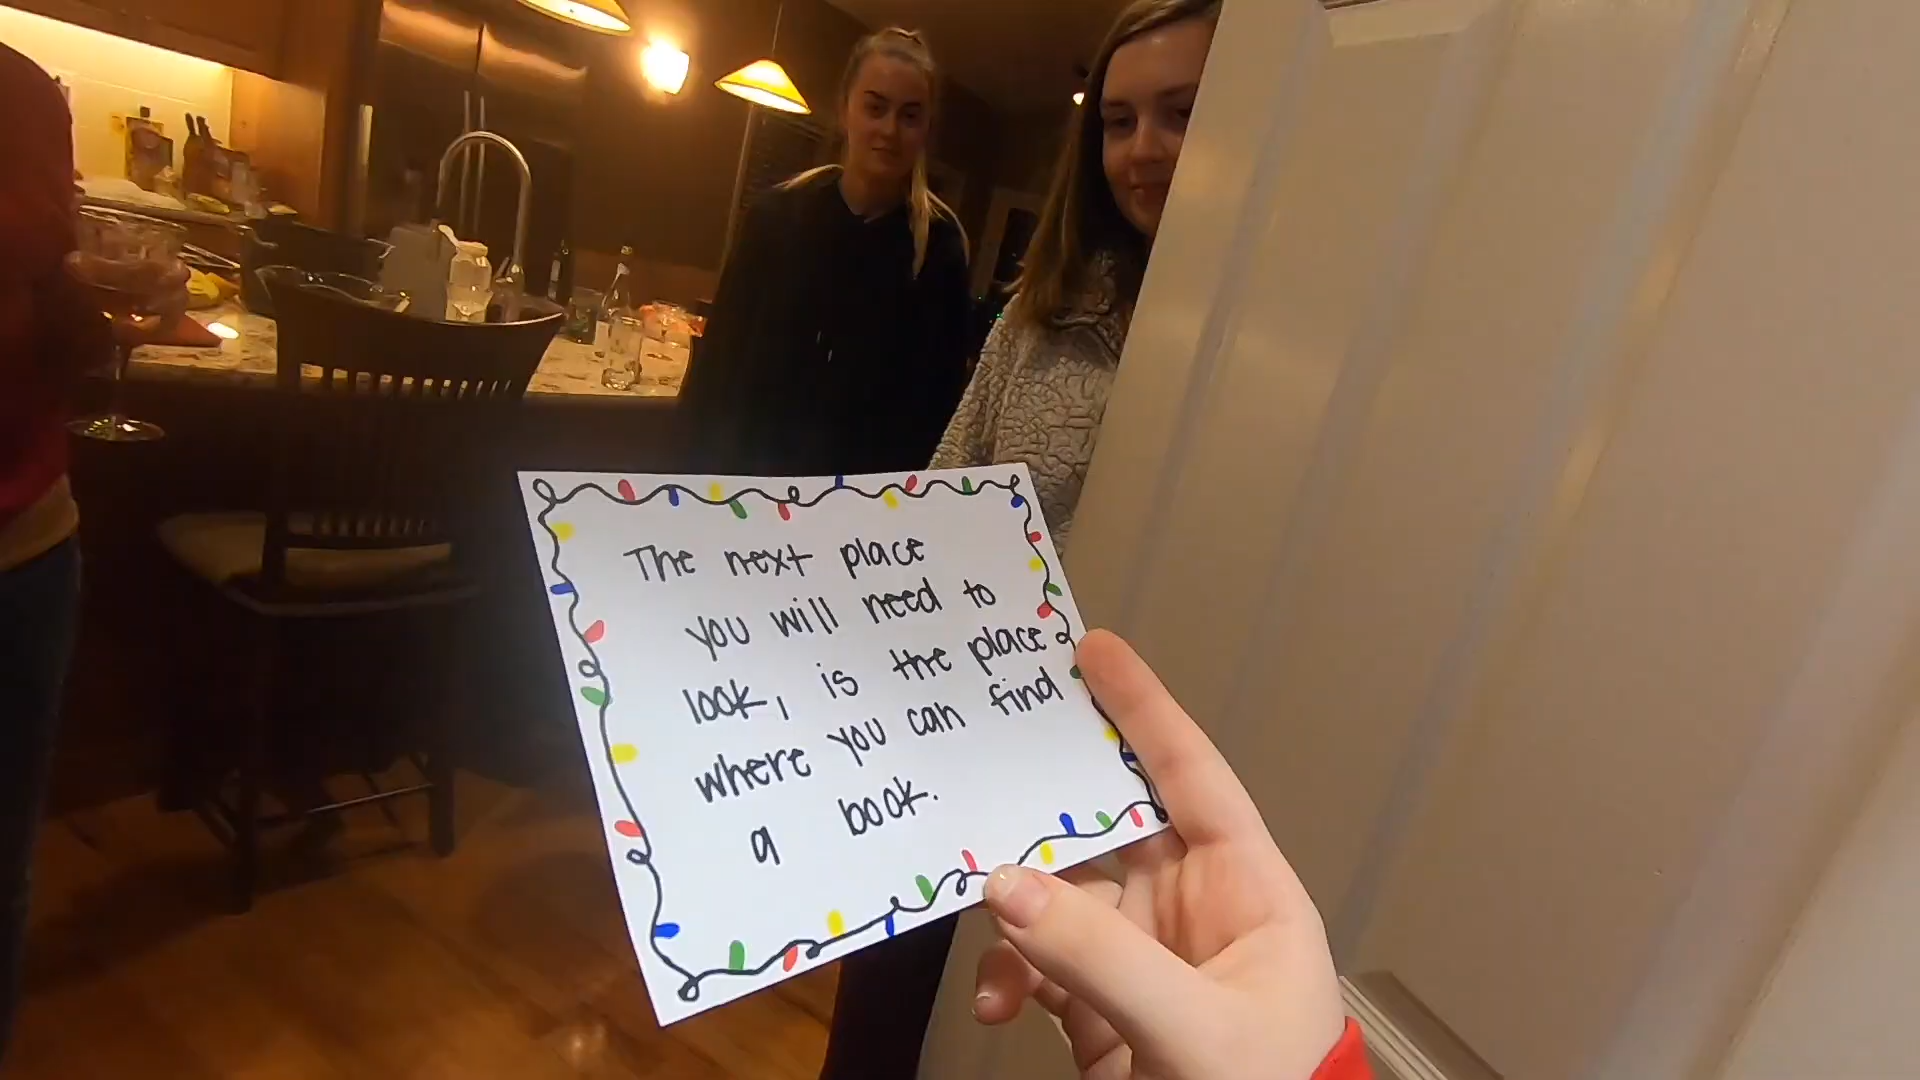 The next place
you will need to
look, is the place
where you can find
a book.